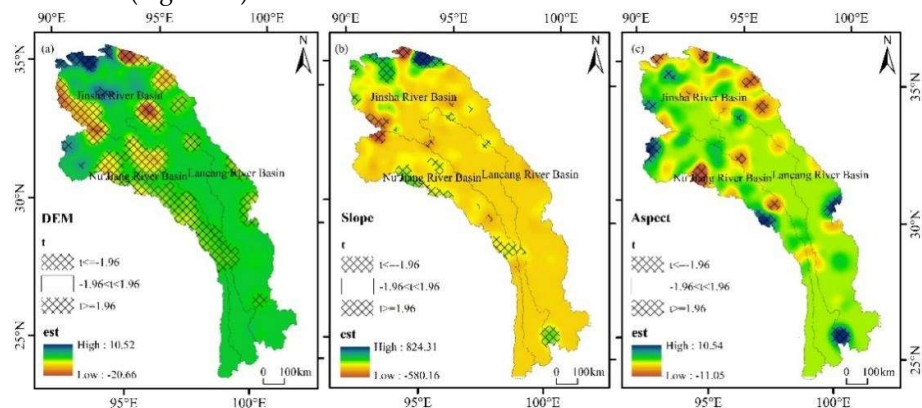 90°E 95°E 100°E 90°E 95°E 100°E 90°E 95°E 100°E
N N N
(a) (b) (c)
35°N 35°N
Jinsha River Basin Jinsha River Basin Jinsha River Basin
Nu Jiang River Basin Lancang River Basin Nu Jiang River Basin Lancang River Basin Nu Jiang River Basin Lancang River Basin
30°N 30°N
DEM Slope Aspect
t t t
t<=-1.96 t<=-1.96 t<=-1.96
-1.96<t<1.96 -1.96<t<1.96 -1.96<t<1.96
t>=1.96 t>=1.96 t>=1.96
est est est
High : 10.52 High : 824.31 High : 10.54
25°N 25°N
Low : -20.66 Low : -580.16 Low : -11.05
0 100km 0 100km 0 100km
95°E 100°E 95°E 100°E 95°E 100°E